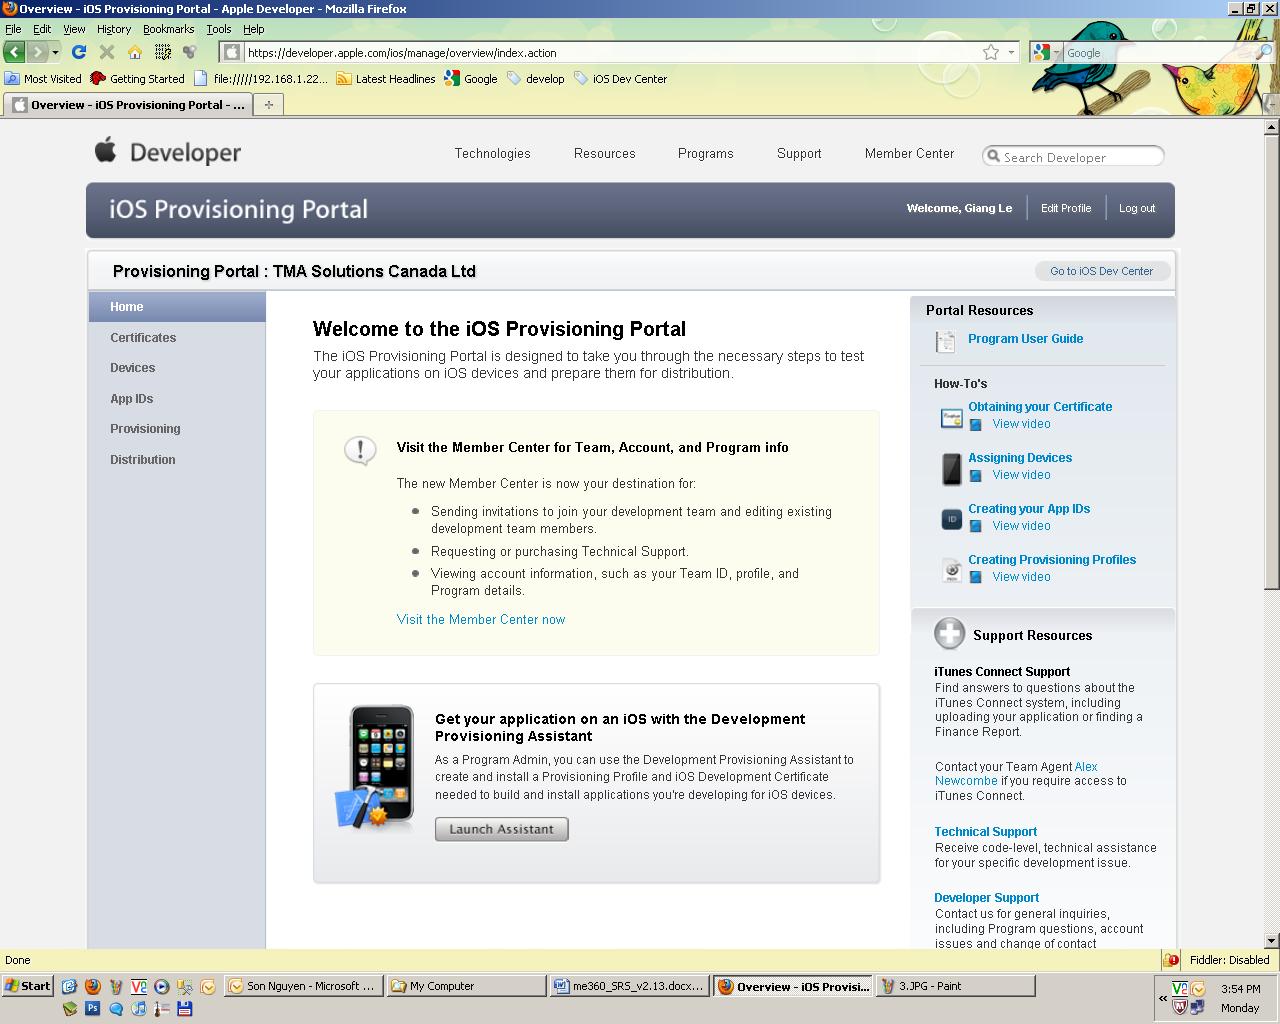 Overview - iOS Provisioning Portal - Apple Developer - Mozilla Firefox
File Edit View History Bookmarks Tools Help
https://developer.apple.com/ios/manage/overview/index.action
Google
Most Visited Getting Started file://///192.168.1.22... Latest Headlines Google develop iOS Dev Center
Overview - iOS Provisioning Portal - ...
Developer
Technologies Resources Programs Support Member Center Search Developer
iOS Provisioning Portal
Welcome, Giang Le Edit Profile Log out
Provisioning Portal : TMA Solutions Canada Ltd
Go to iOS Dev Center
Home
Certificates
Devices
App IDs
Provisioning
Distribution
Welcome to the iOS Provisioning Portal
The iOS Provisioning Portal is designed to take you through the necessary steps to test
your applications on iOS devices and prepare them for distribution.
Visit the Member Center for Team, Account, and Program info
The new Member Center is now your destination for:
Sending invitations to join your development team and editing existing
development team members.
Requesting or purchasing Technical Support.
Viewing account information, such as your Team ID, profile, and
Program details.
Visit the Member Center now
Get your application on an iOS with the Development
Provisioning Assistant
As a Program Admin, you can use the Development Provisioning Assistant to
create and install a Provisioning Profile and iOS Development Certificate
needed to build and install applications you're developing for iOS devices.
Launch Assistant
Portal Resources
Program User Guide
How-To's
Obtaining your Certificate
View video
Assigning Devices
View video
ID
Creating your App IDs
View video
Creating Provisioning Profiles
View video
Support Resources
iTunes Connect Support
Find answers to questions about the
iTunes Connect system, including
uploading your application or finding a
Finance Report.
Contact your Team Agent Alex
Newcombe if you require access to
iTunes Connect.
Technical Support
Receive code-level, technical assistance
for your specific development issue.
Developer Support
Contact us for general inquiries,
including Program questions, account
issues and change of contact
Done
Fiddler: Disabled
Start
Son Nguyen - Microsoft ... My Computer me360_SRS_v2.13.docx... Overview - iOS Provisi... 3.JPG - Paint
3:54 PM
Monday